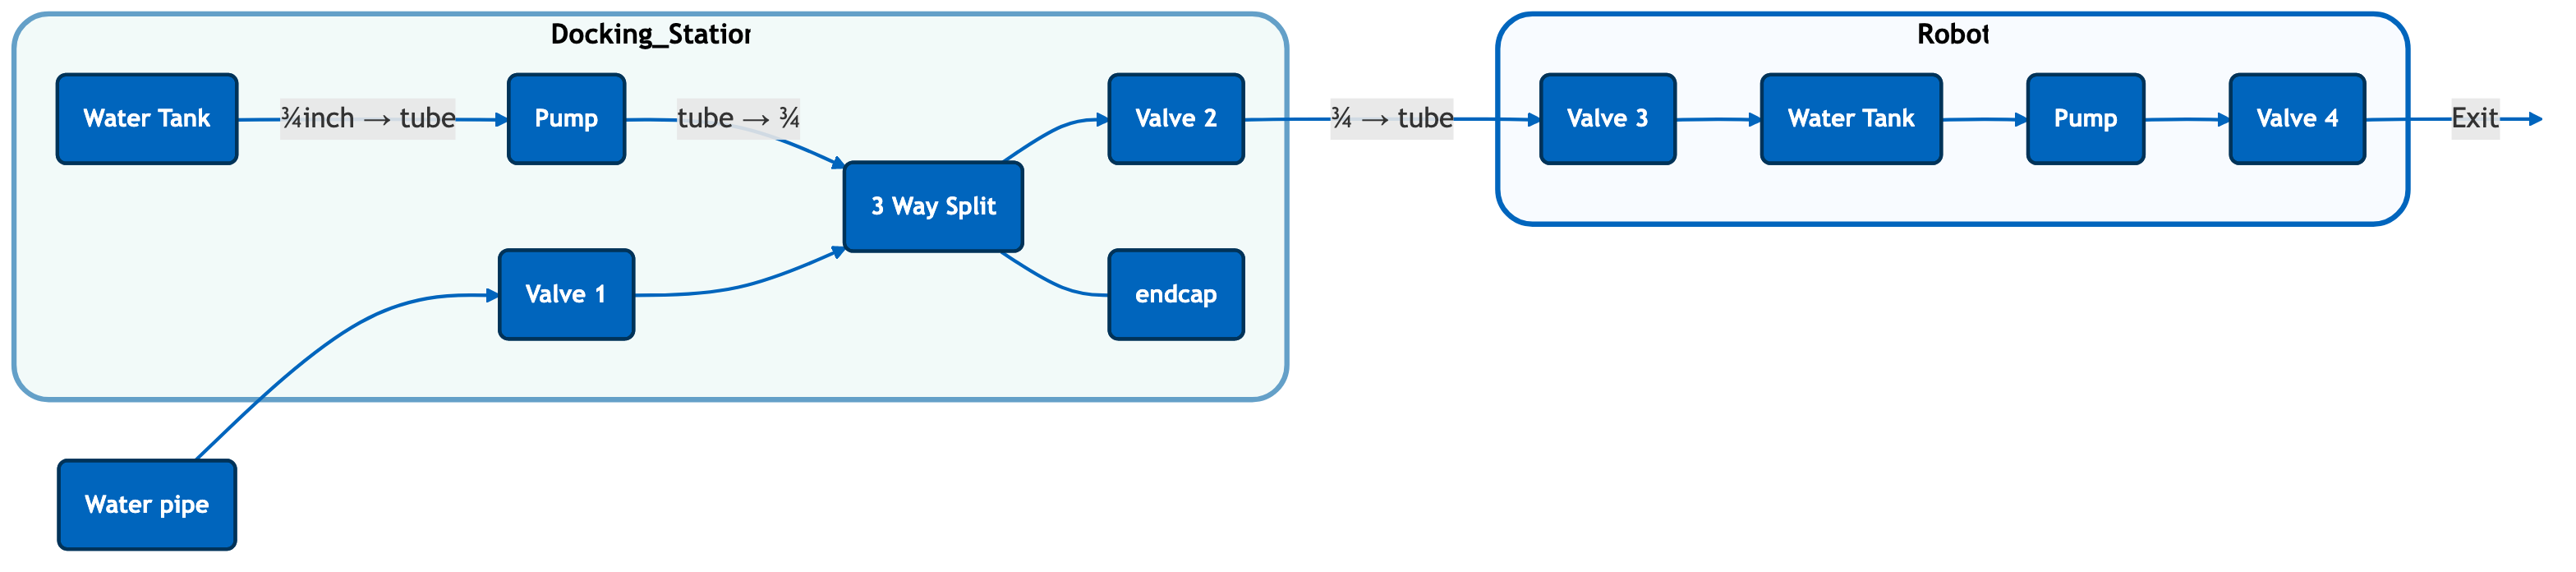 Docking_Station
Water Tank
¾inch → tube
Pump
tube → ¾
3 Way Split
Valve 2
Valve 1
endcap
Water pipe
¾ → tube
Robot
Valve 3
Water Tank
Pump
Valve 4
Exit